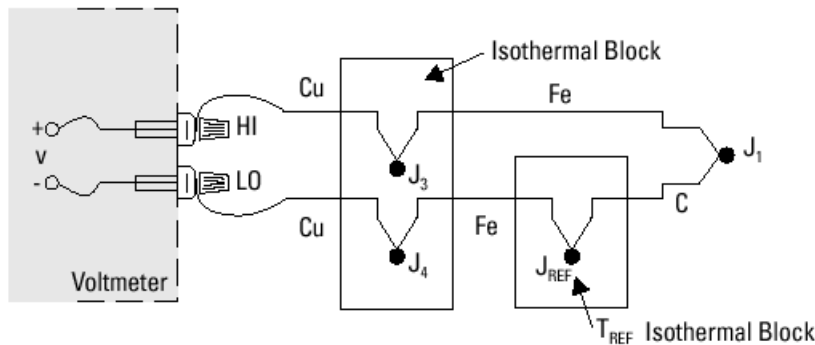 Isothermal Block
Cu
Fe
+
HI
V
J3
J1
-
LO
Cu
Fe
C
J4
JREF
Voltmeter
TREF Isothermal Block